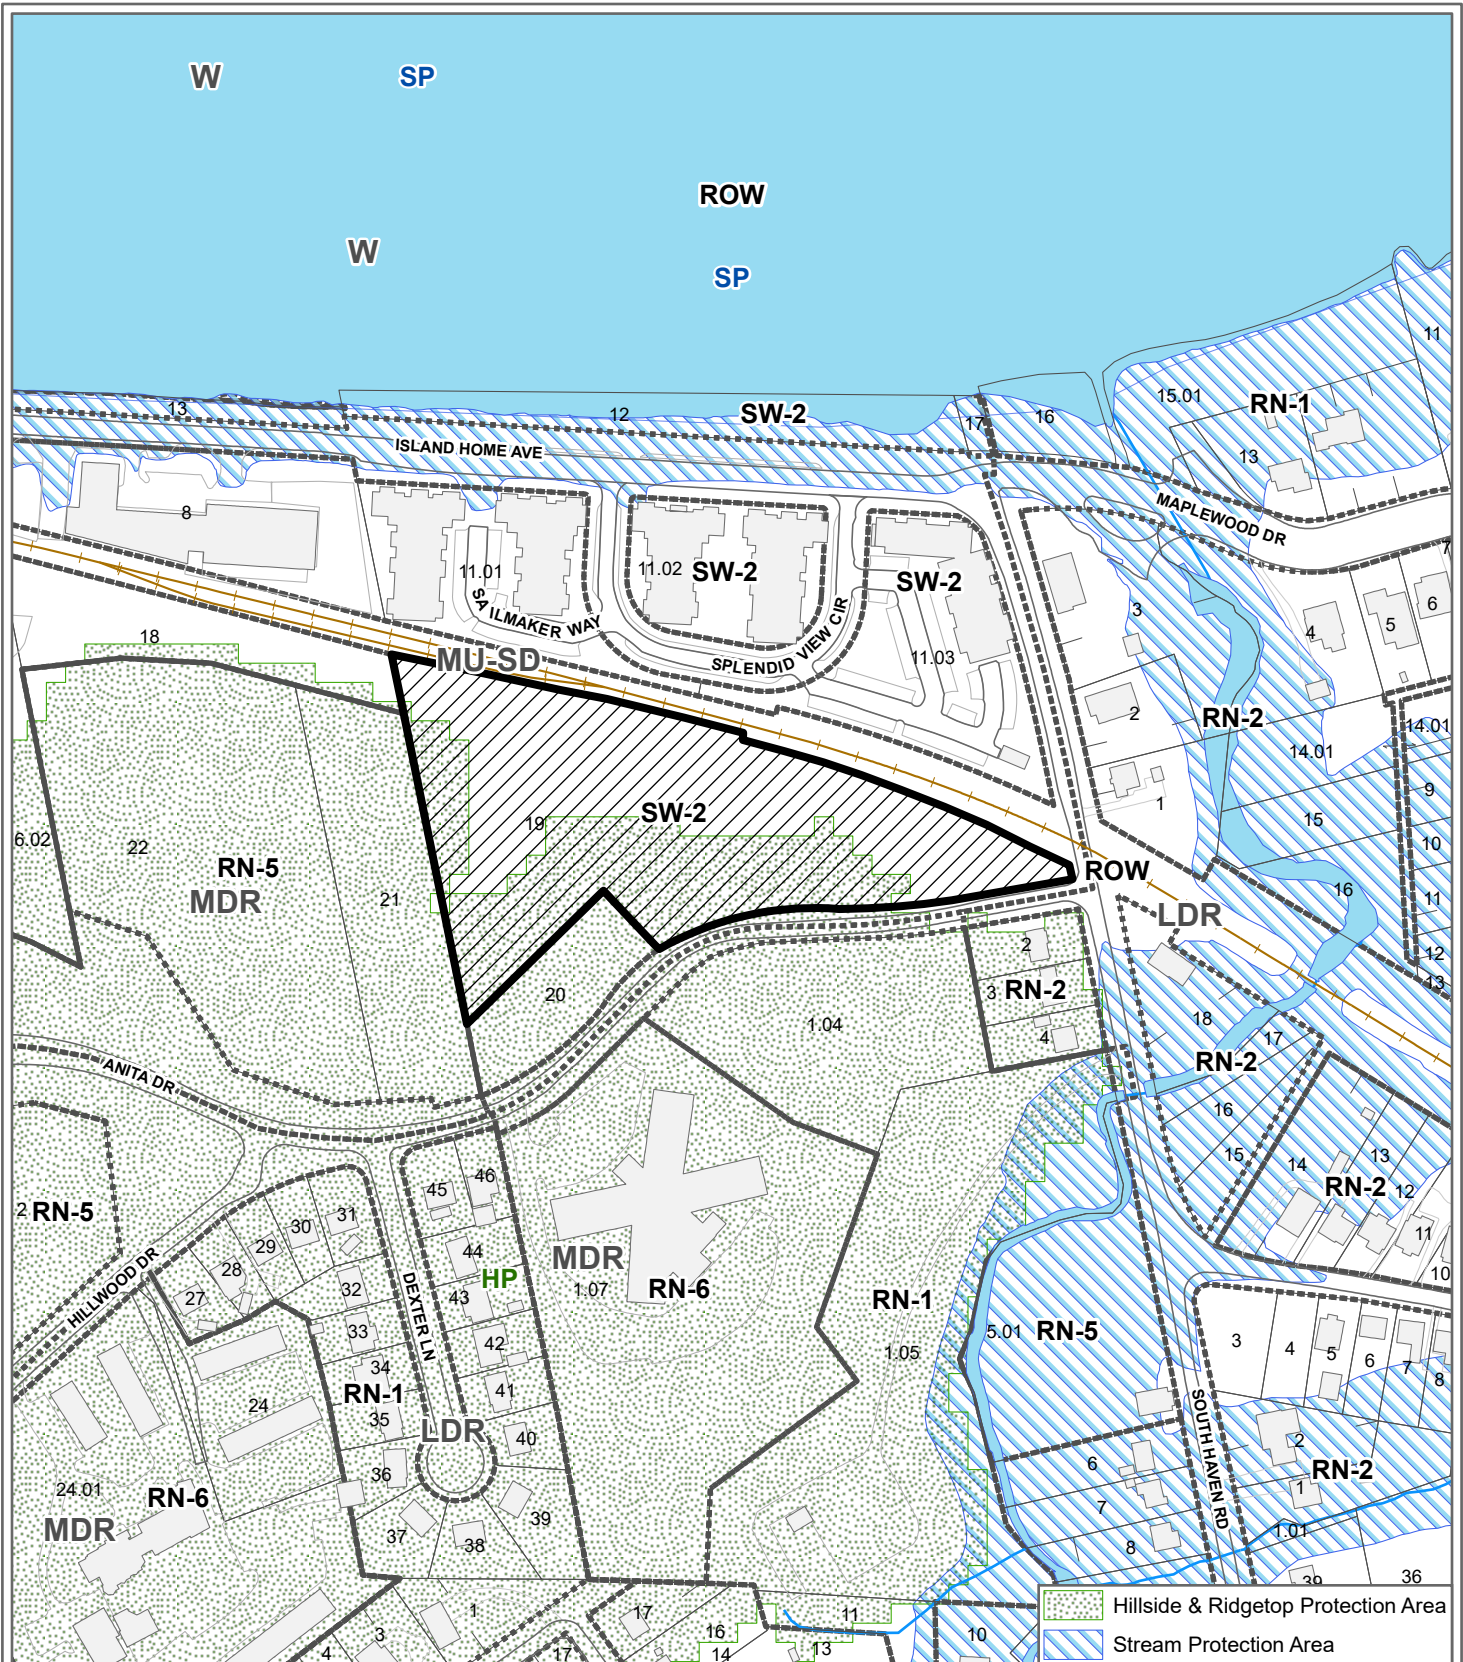 W
SP
ROW
W
SP
11
15.01
RN-1
13
12
SW-2
17
16
13
ISLAND HOME AVE
MAPLEWOOD DR
8
7
11.01
11.02
SW-2
SW-2
SAILMAKER WAY
3
4
5
6
18
MU-SD
SPLENDID VIEW CIR
11.03
2
RN-2
14.01
14.01
9
1
15
10
19
SW-2
6.02
22
RN-5
MDR
21
ROW
16
11
LDR
2
12
13
20
3
RN-2
1.04
4
18
17
RN-2
ANITA DR
16
15
14
13
12
RN-2
11
10
2
RN-5
45
46
31
30
29
28
27
44
HP
43
HILLWOOD DR
DEXTER LN
32
33
42
MDR
1.07
RN-6
RN-1
5.01
RN-5
1.05
3
4
5
6
7
8
34
RN-1
35
41
24
LDR
40
36
SOUTH HAVEN RD
2
RN-2
6
1
24.01
RN-6
MDR
39
37
38
7
8
1.01
39
36
1
3
4
17
17
16
14
11
13
10
Hillside & Ridgetop Protection Area
Stream Protection Area